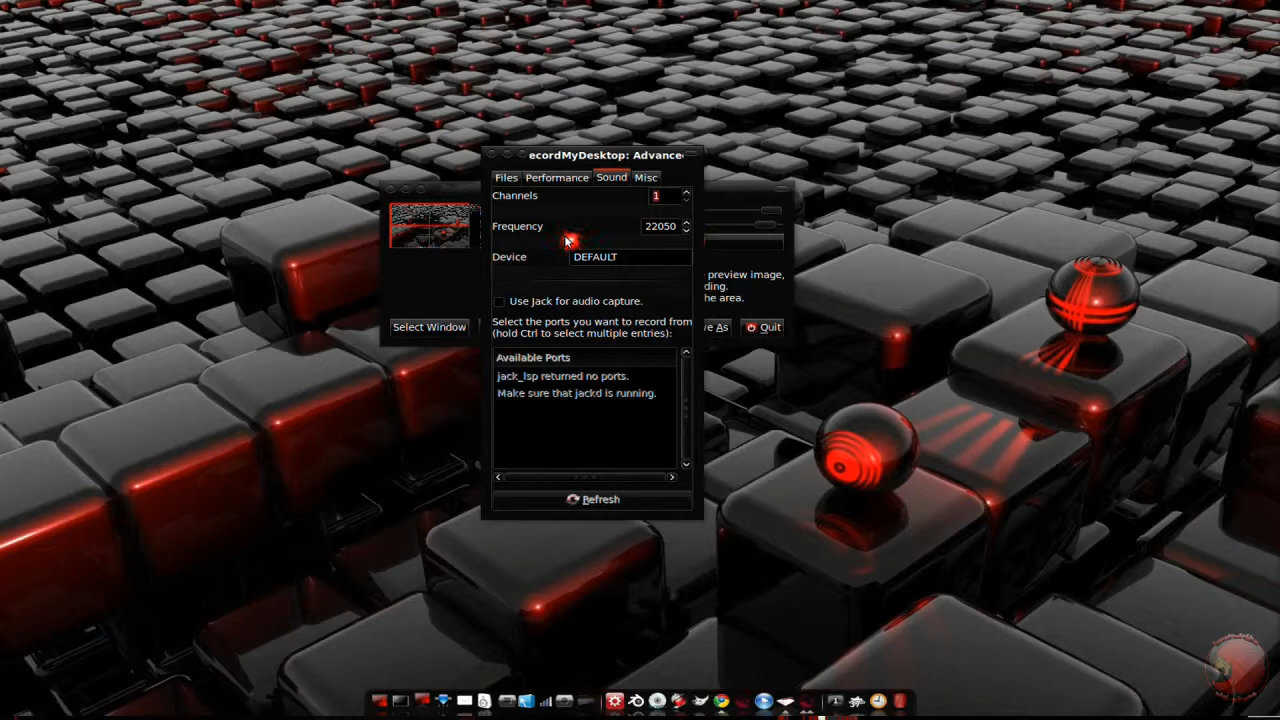 ecordMyDesktop: Advance
Files Performance Sound Misc
Channels 1
Frequency 22050
Device DEFAULT
Use Jack for audio capture.
Select the ports you want to record from
(hold Ctrl to select multiple entries):
Available Ports
jack_lsp returned no ports.
Make sure that jackd is running.
Refresh
preview image,
ding.
he area.
Select Window
ve As
Quit